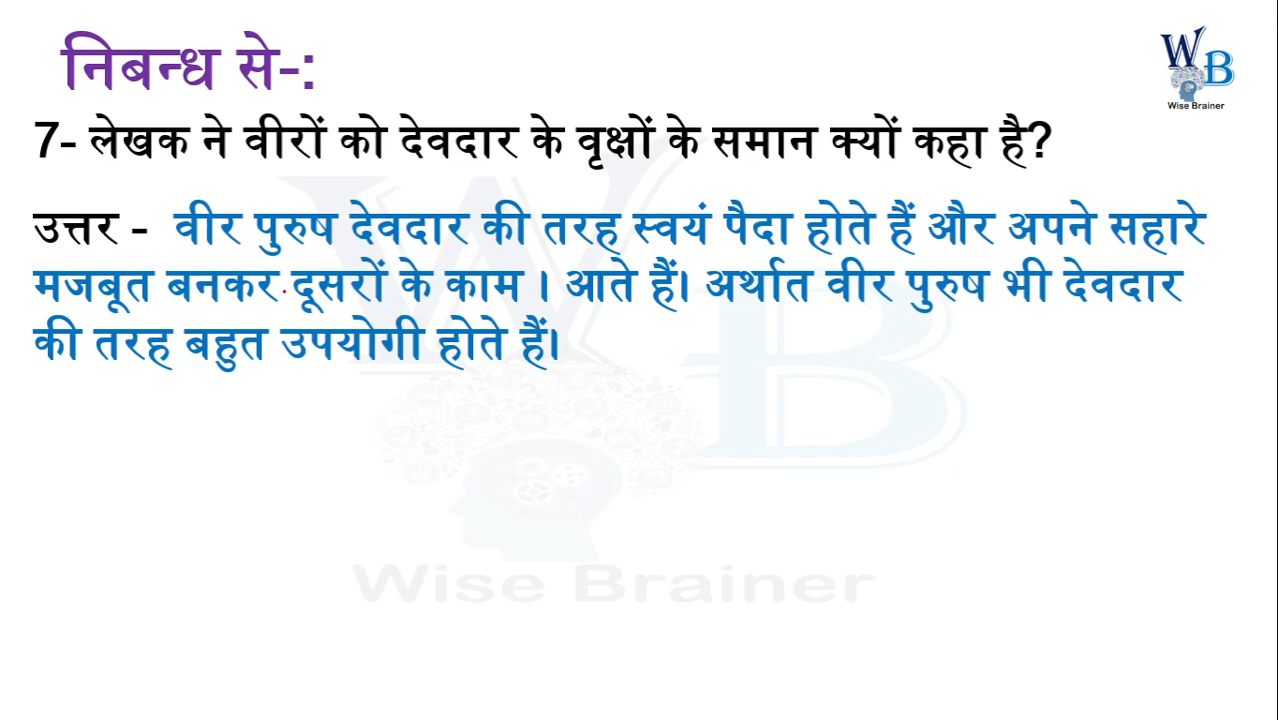 निबन्ध से-:
W B
Wise Brainer
7- लेखक ने वीरों को देवदार के वृक्षों के समान क्यों कहा है?
उत्तर - वीर पुरुष देवदार की तरह स्वयं पैदा होते हैं और अपने सहारे
मजबूत बनकर दूसरों के काम । आते हैं। अर्थात वीर पुरुष भी देवदार
की तरह बहुत उपयोगी होते हैं।
W B
Wise Brainer